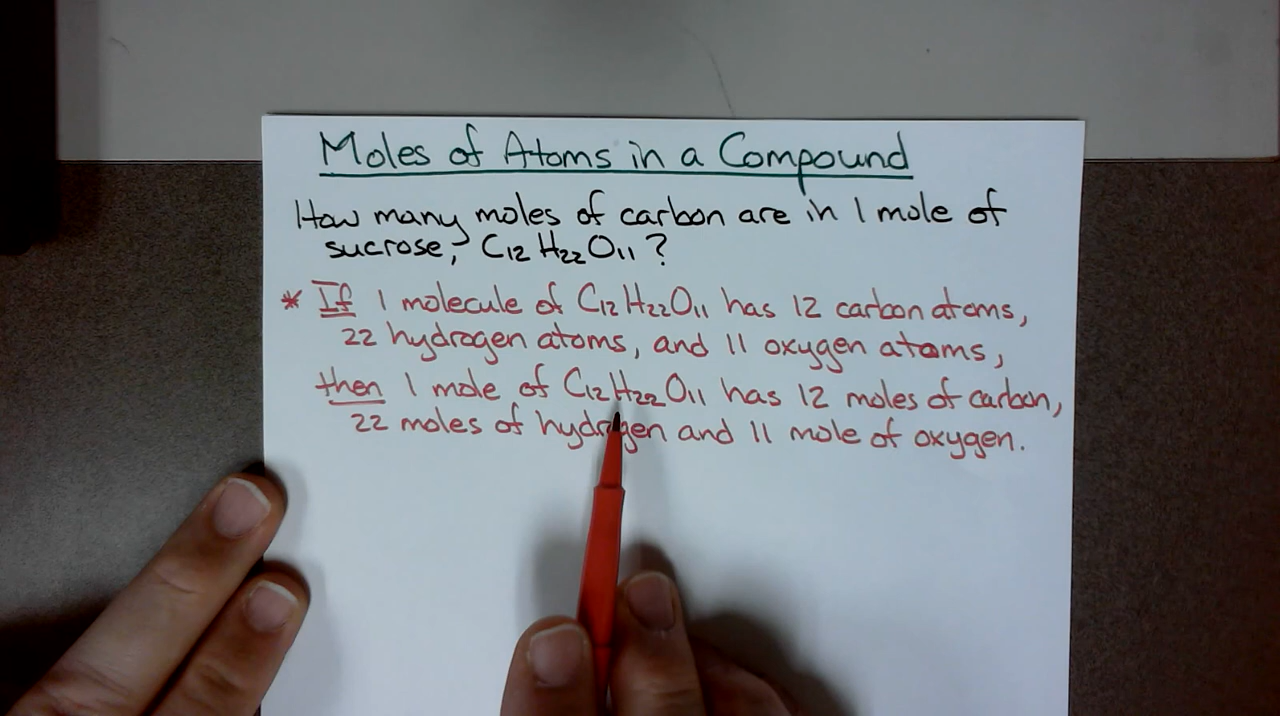 Moles of Atoms in a Compound
How many moles of carbon are in 1 mole of
sucrose, C₁₂H₂₂O₁₁?
* If 1 molecule of C₁₂H₂₂O₁₁ has 12 carbon atoms,
22 hydrogen atoms, and 11 oxygen atoms,
then 1 mole of C₁₂H₂₂O₁₁ has 12 moles of carbon,
22 moles of hydrogen and 11 mole of oxygen.